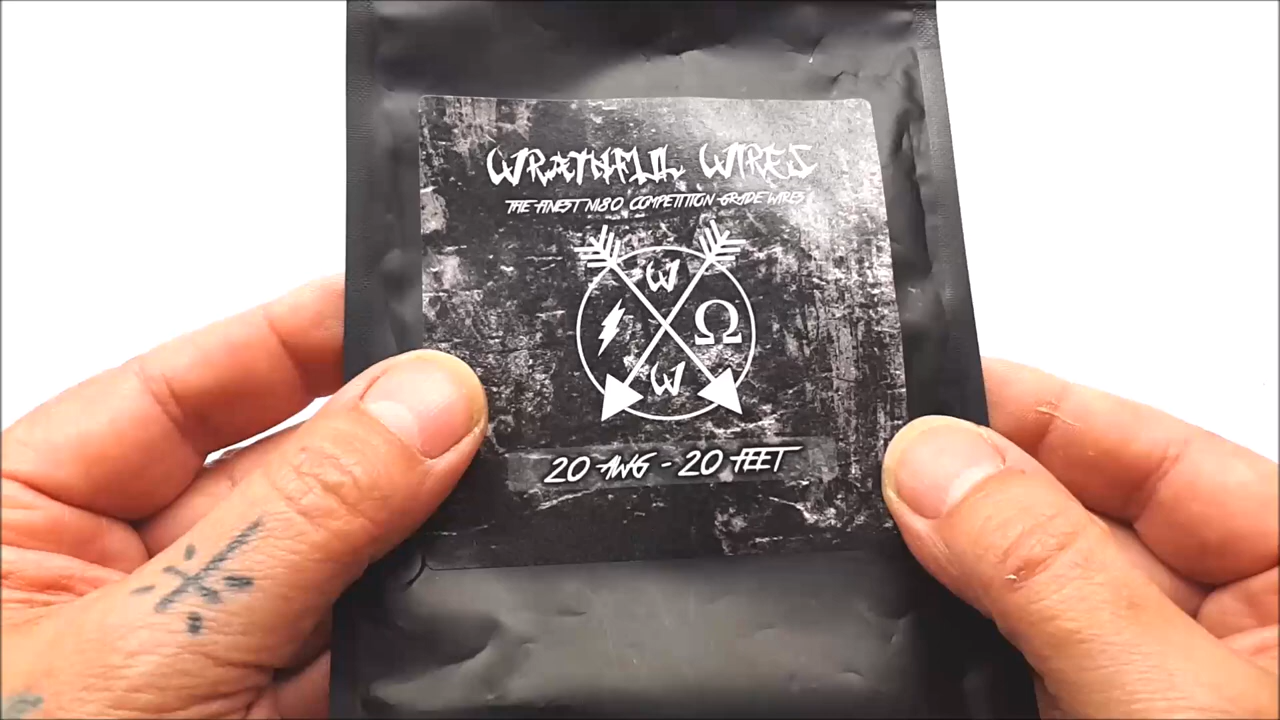 WRATHFUL WIRES
THE FINEST NI80 COMPETITION GRADE WIRES
W
Ω
W
20 AWG - 20 FEET